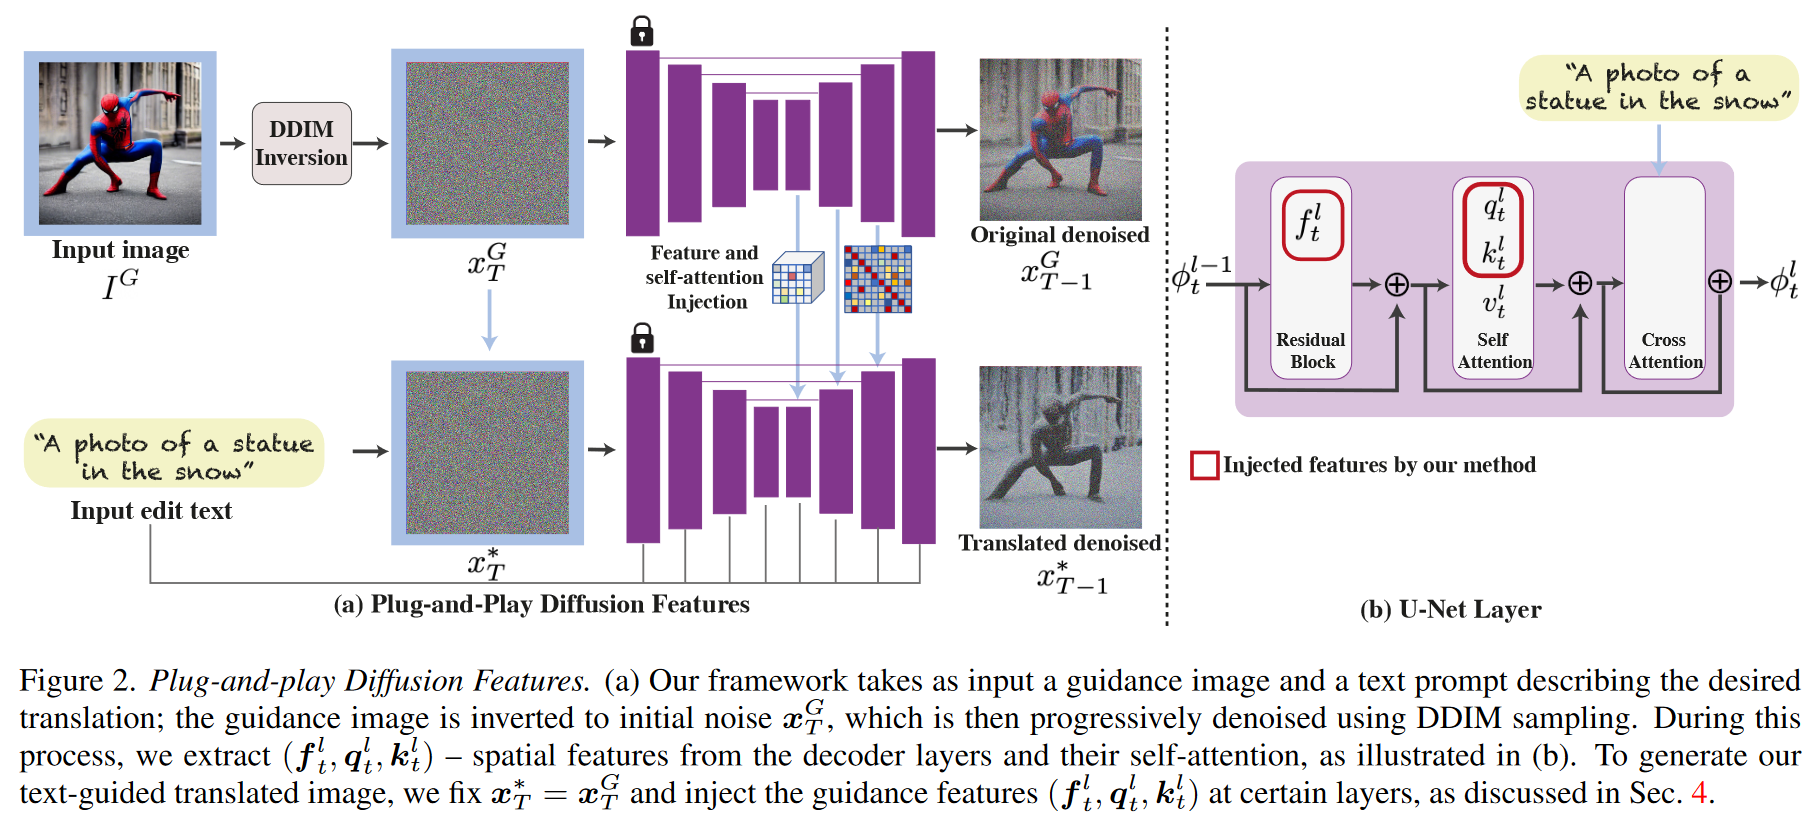 Input image
I^G
DDIM
Inversion
x_T^G
Feature and
self-attention
Injection
Original denoised
x_{T-1}^G
"A photo of a statue
in the snow"
Input edit text
x_T^*
Translated denoised
x_{T-1}^*
(a) Plug-and-Play Diffusion Features
"A photo of a
statue in the snow"
ϕ_t^{l-1}
f_t^l
Residual
Block
⊕
q_t^l
k_t^l
v_t^l
Self
Attention
⊕
Cross
Attention
⊕
ϕ_t^l
Injected features by our method
(b) U-Net Layer
Figure 2. Plug-and-play Diffusion Features. (a) Our framework takes as input a guidance image and a text prompt describing the desired
translation; the guidance image is inverted to initial noise x_T^G, which is then progressively denoised using DDIM sampling. During this
process, we extract (f_t^l, q_t^l, k_t^l) – spatial features from the decoder layers and their self-attention, as illustrated in (b). To generate our
text-guided translated image, we fix x_T^* = x_T^G and inject the guidance features (f_t^l, q_t^l, k_t^l) at certain layers, as discussed in Sec. 4.